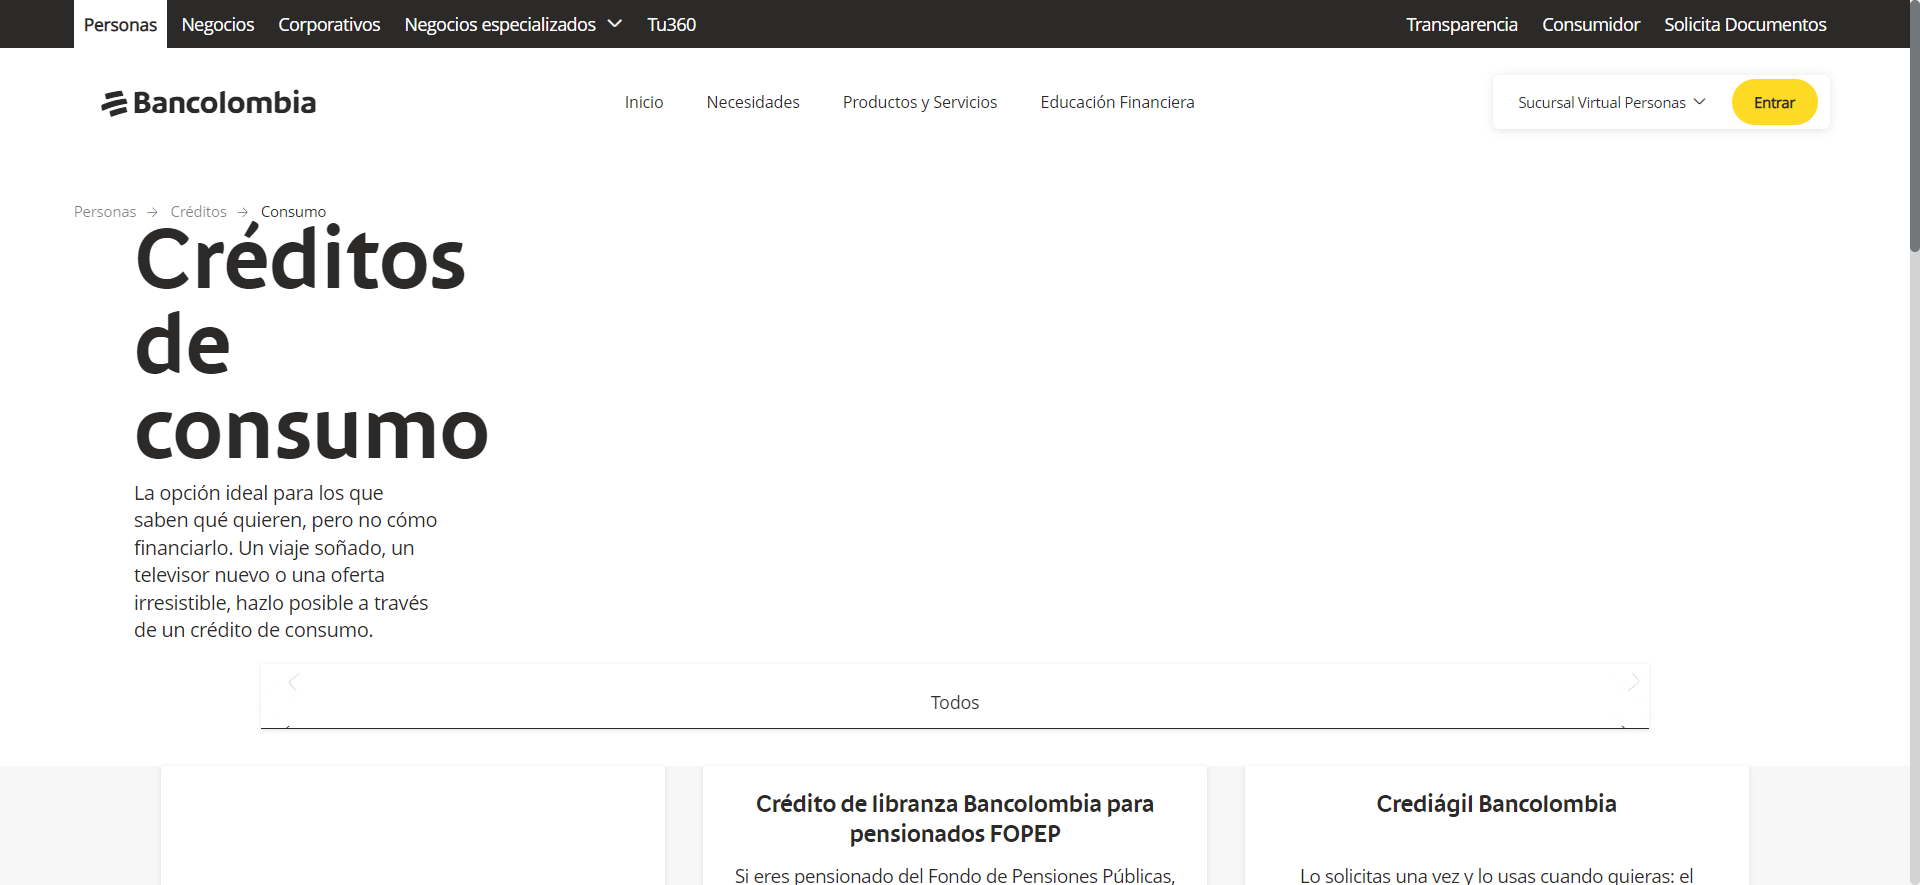 Personas Negocios Corporativos Negocios especializados Tu360 Transparencia Consumidor Solicita Documentos
Bancolombia Inicio Necesidades Productos y Servicios Educación Financiera Sucursal Virtual Personas Entrar
Personas → Créditos → Consumo
Créditos
de
consumo
La opción ideal para los que
saben qué quieren, pero no cómo
financiarlo. Un viaje soñado, un
televisor nuevo o una oferta
irresistible, hazlo posible a través
de un crédito de consumo.
Todos
Crédito de libranza Bancolombia para
pensionados FOPEP
Si eres pensionado del Fondo de Pensiones Públicas,
Crediágil Bancolombia
Lo solicitas una vez y lo usas cuando quieras: el